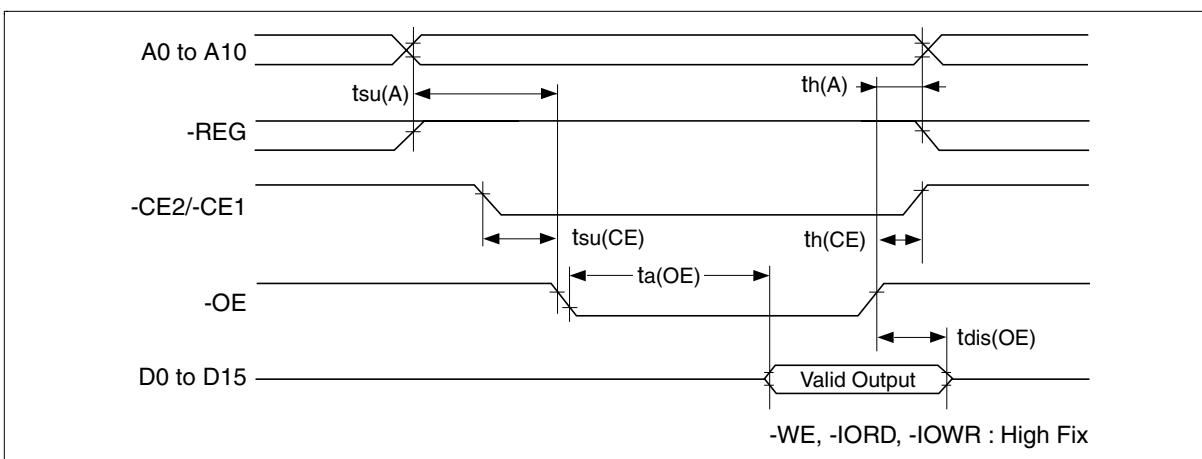 A0 to A10
tsu(A)
th(A)
-REG
-CE2/-CE1
tsu(CE)
th(CE)
ta(OE)
-OE
tdis(OE)
D0 to D15
Valid Output
-WE, -IORD, -IOWR : High Fix